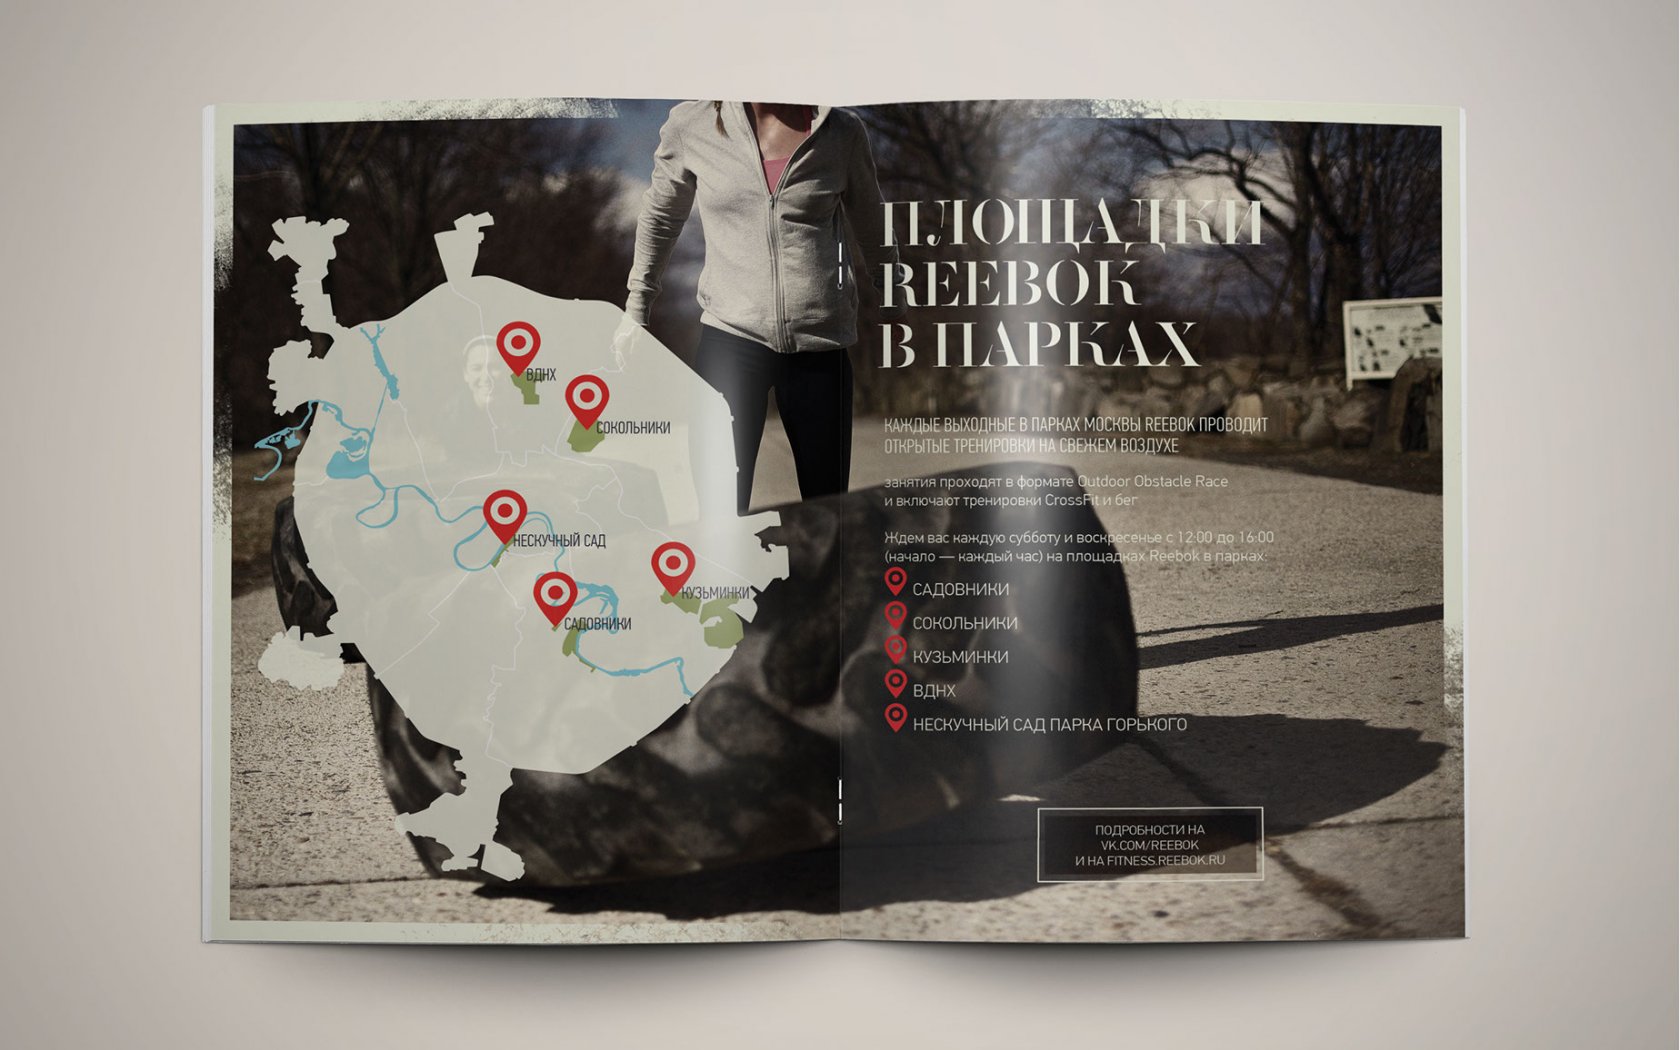 ВДНХ
СОКОЛЬНИКИ
НЕСКУЧНЫЙ САД
КУЗЬМИНКИ
САДОВНИКИ
ПЛОЩАДКИ
REEBOK
В ПАРКАХ
КАЖДЫЕ ВЫХОДНЫЕ В ПАРКАХ МОСКВЫ REEBOK ПРОВОДИТ
ОТКРЫТЫЕ ТРЕНИРОВКИ НА СВЕЖЕМ ВОЗДУХЕ
занятия проходят в формате Outdoor Obstacle Race
и включают тренировки CrossFit и бег
Ждем вас каждую субботу и воскресенье с 12:00 до 16:00
(начало — каждый час) на площадках Reebok в парках:
САДОВНИКИ
СОКОЛЬНИКИ
КУЗЬМИНКИ
ВДНХ
НЕСКУЧНЫЙ САД ПАРКА ГОРЬКОГО
ПОДРОБНОСТИ НА
VK.COM/REEBOK
И НА FITNESS.REEBOK.RU